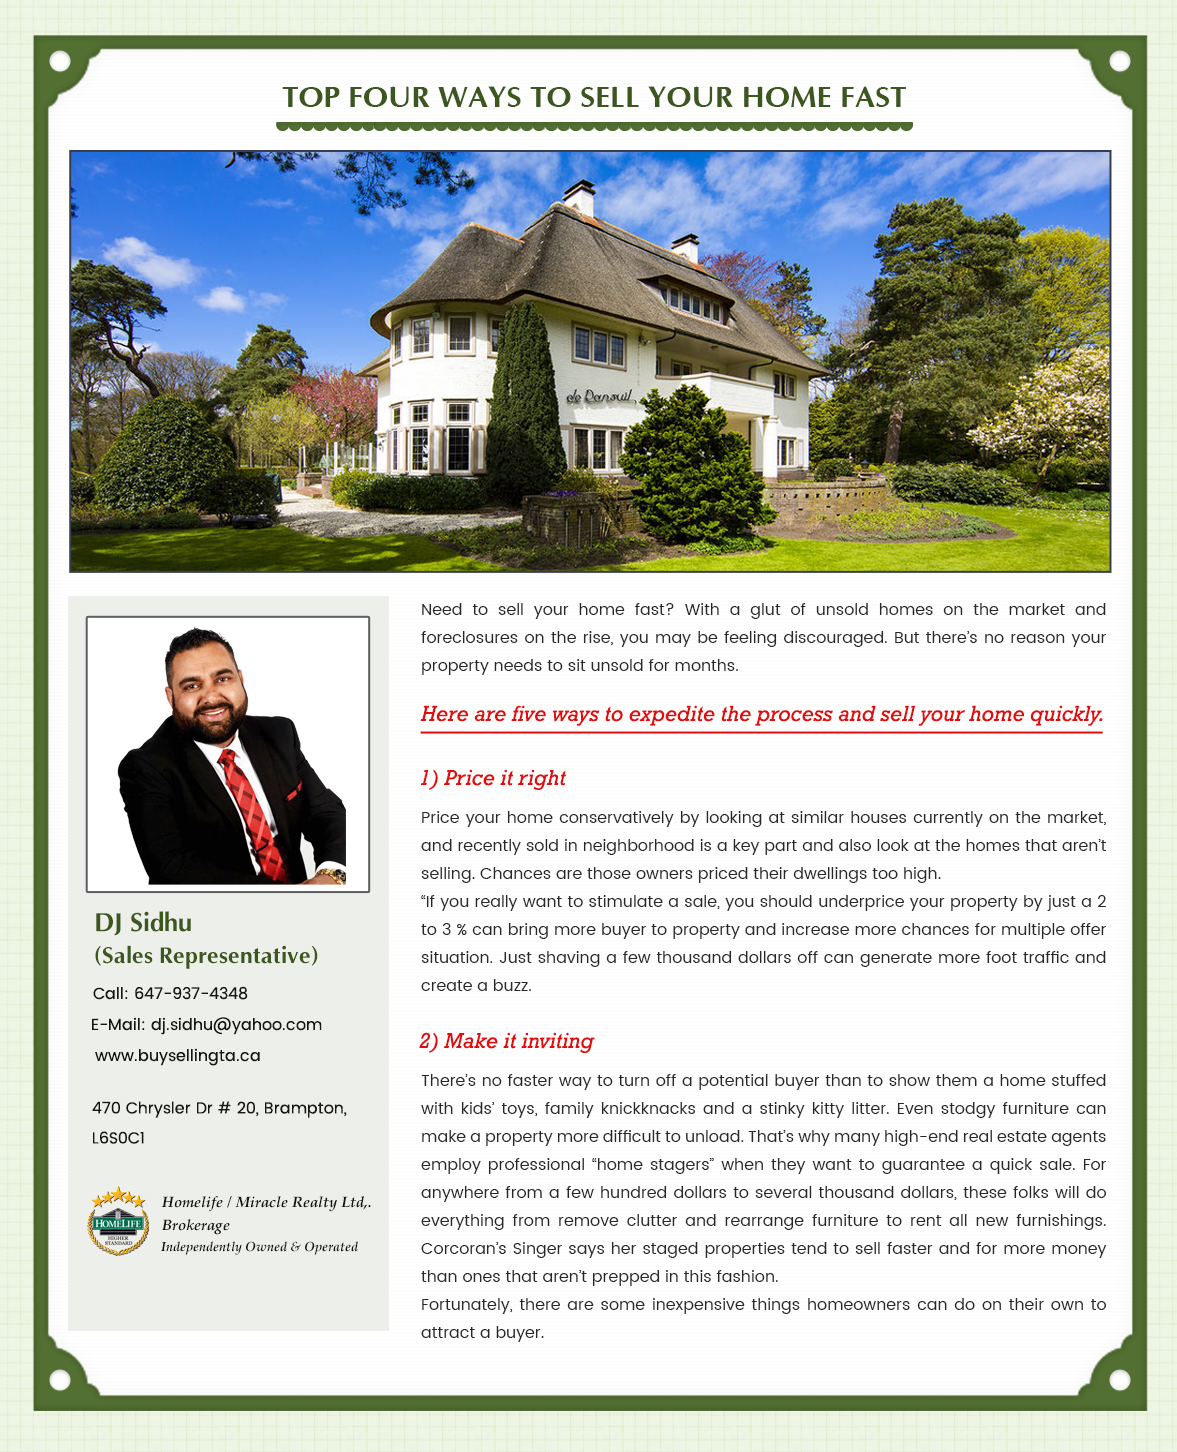 TOP FOUR WAYS TO SELL YOUR HOME FAST
de Danouil
Need to sell your home fast? With a glut of unsold homes on the market and
foreclosures on the rise, you may be feeling discouraged. But there's no reason your
property needs to sit unsold for months.
Here are five ways to expedite the process and sell your home quickly.
1) Price it right
Price your home conservatively by looking at similar houses currently on the market,
and recently sold in neighborhood is a key part and also look at the homes that aren't
selling. Chances are those owners priced their dwellings too high.
“If you really want to stimulate a sale, you should underprice your property by just a 2
to 3 % can bring more buyer to property and increase more chances for multiple offer
situation. Just shaving a few thousand dollars off can generate more foot traffic and
create a buzz.
2) Make it inviting
There's no faster way to turn off a potential buyer than to show them a home stuffed
with kids' toys, family knickknacks and a stinky kitty litter. Even stodgy furniture can
make a property more difficult to unload. That's why many high-end real estate agents
employ professional “home stagers” when they want to guarantee a quick sale. For
anywhere from a few hundred dollars to several thousand dollars, these folks will do
everything from remove clutter and rearrange furniture to rent all new furnishings.
Corcoran's Singer says her staged properties tend to sell faster and for more money
than ones that aren't prepped in this fashion.
Fortunately, there are some inexpensive things homeowners can do on their own to
attract a buyer.
DJ Sidhu
(Sales Representative)
Call: 647-937-4348
E-Mail: dj.sidhu@yahoo.com
www.buysellingta.ca
470 Chrysler Dr # 20, Brampton,
L6S0C1
HOMELIFE
HIGHER
STANDARD
Homelife / Miracle Realty Ltd,.
Brokerage
Independently Owned & Operated